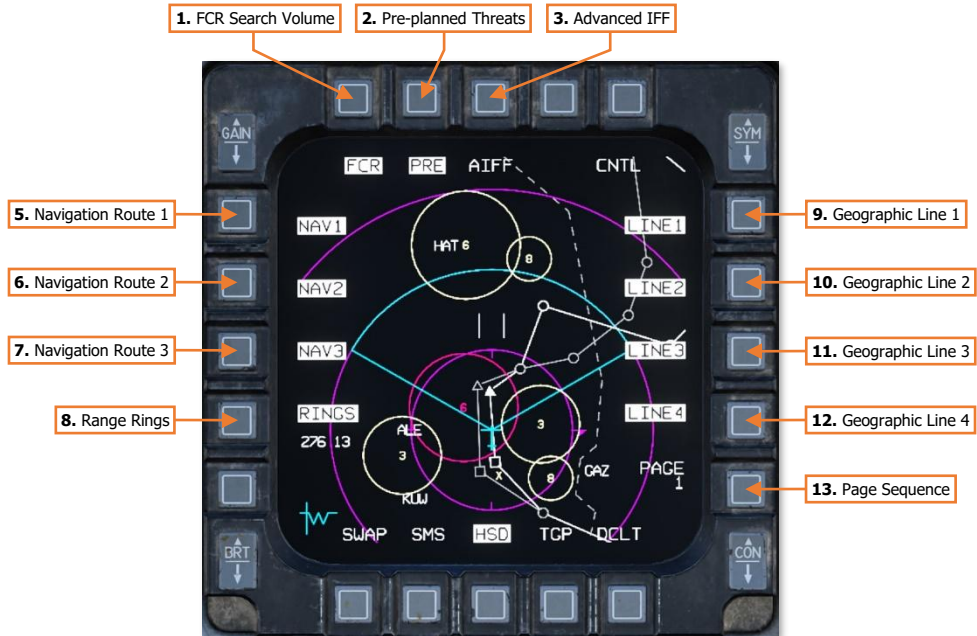 1. FCR Search Volume
2. Pre-planned Threats
3. Advanced IFF
GAIN
SYM
FCR
PRE
AIFF
CNTL
5. Navigation Route 1
NAV1
HAT 6
8
LINE1
9. Geographic Line 1
6. Navigation Route 2
NAV2
LINE2
10. Geographic Line 2
7. Navigation Route 3
NAV3
LINE3
11. Geographic Line 3
8. Range Rings
RINGS
6
3
LINE4
12. Geographic Line 4
276 13
ALE
3
KUW
X
8
GAZ
PAGE
1
13. Page Sequence
SWAP
SMS
HSD
TGP
DCLT
BRT
CON